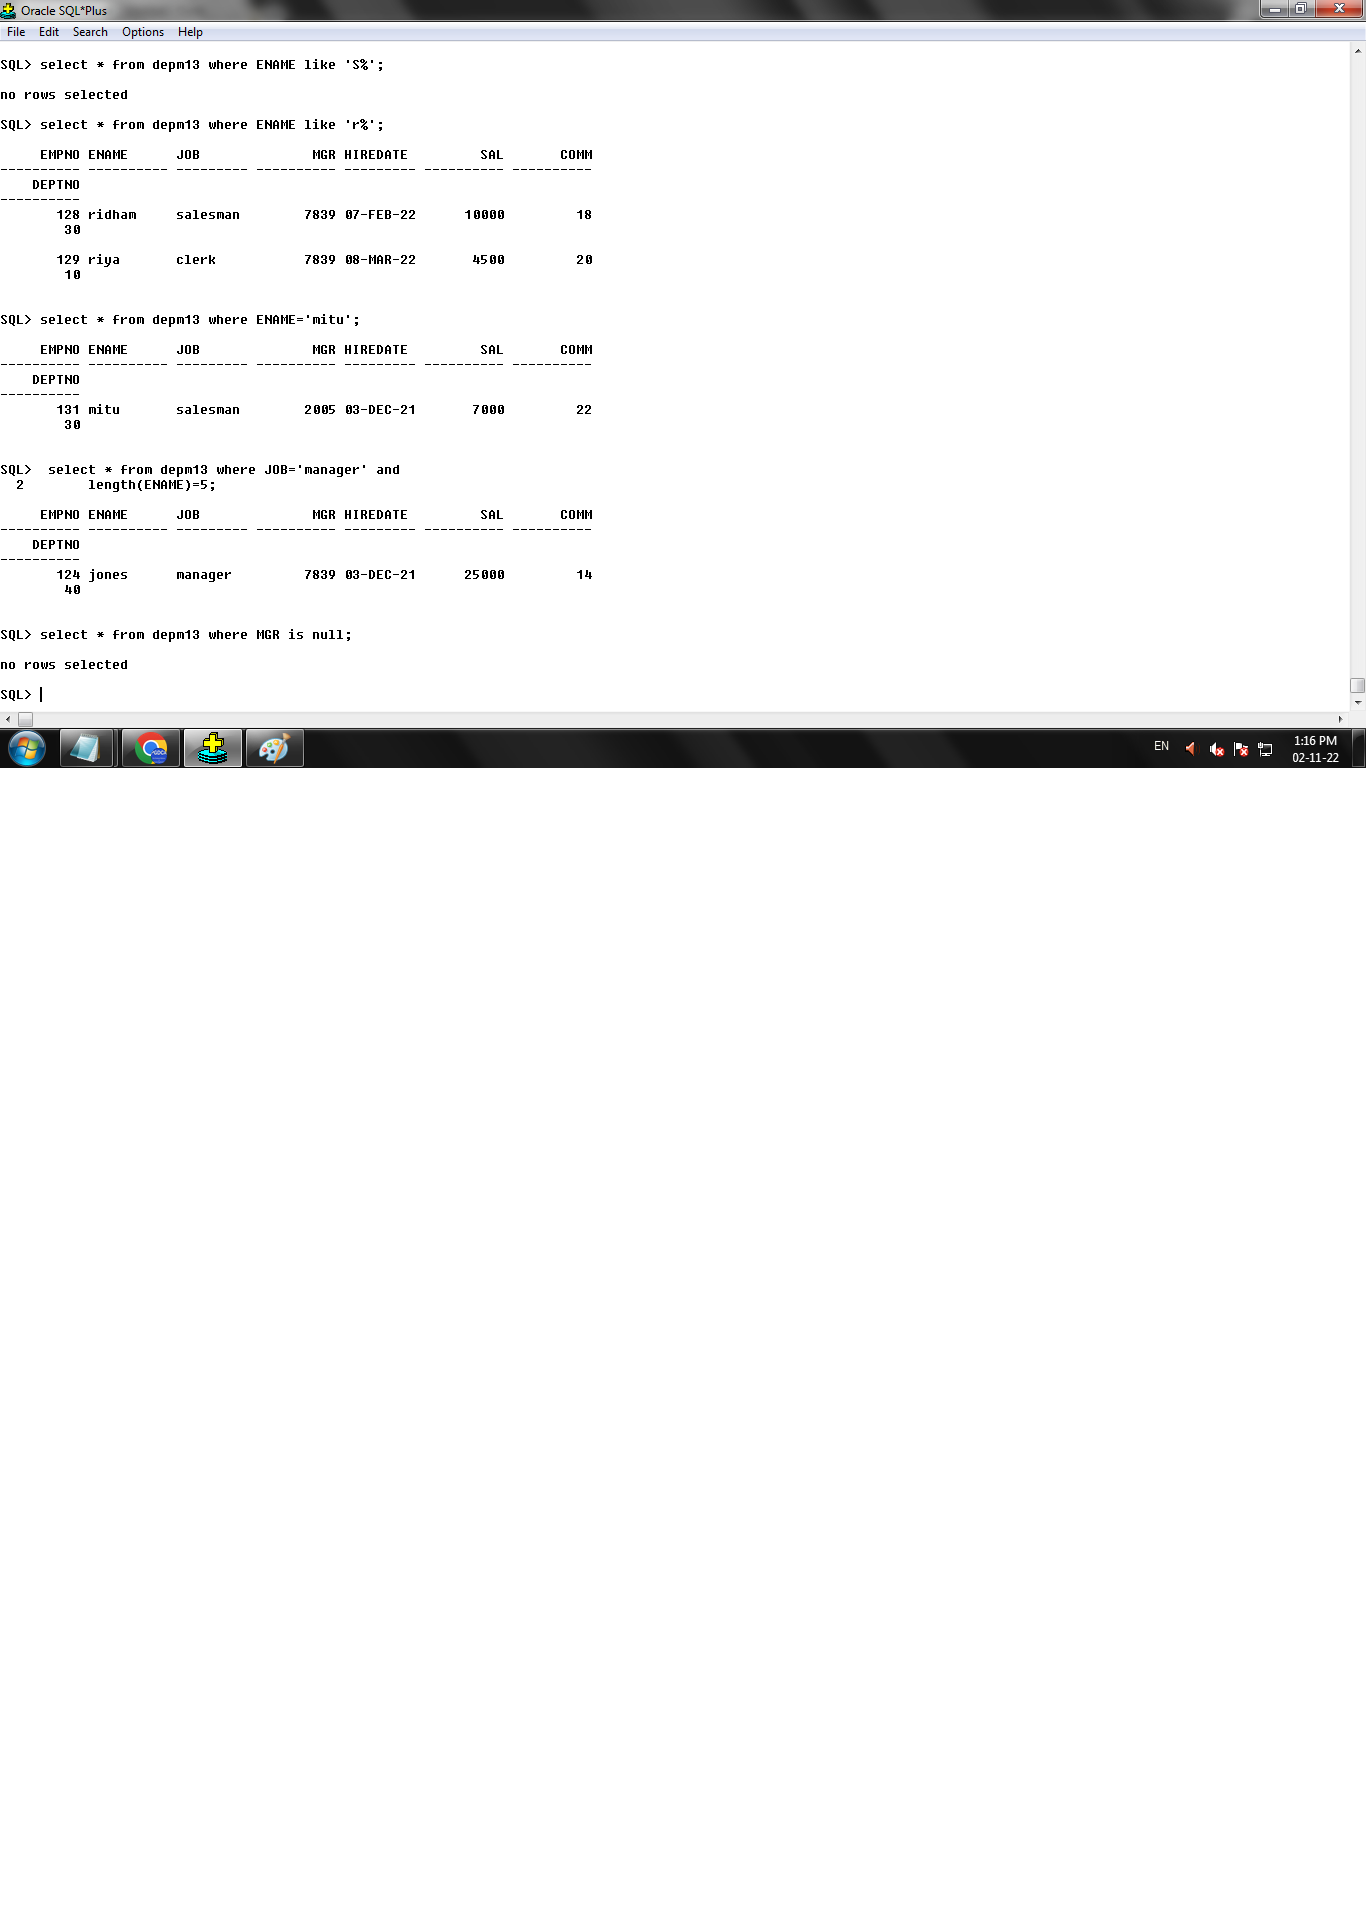 Oracle SQL*Plus
File Edit Search Options Help
SQL> select * from depm13 where ENAME like 'S%';
no rows selected
SQL> select * from depm13 where ENAME like 'r%';
     EMPNO ENAME      JOB              MGR HIREDATE         SAL       COMM
---------- ---------- --------- ---------- --------- ---------- ----------
    DEPTNO
----------
       128 ridham     salesman        7839 07-FEB-22      10000         18
        30
       129 riya       clerk           7839 08-MAR-22       4500         20
        10
SQL> select * from depm13 where ENAME='mitu';
     EMPNO ENAME      JOB              MGR HIREDATE         SAL       COMM
---------- ---------- --------- ---------- --------- ---------- ----------
    DEPTNO
----------
       131 mitu       salesman        2005 03-DEC-21       7000         22
        30
SQL>  select * from depm13 where JOB='manager' and
  2        length(ENAME)=5;
     EMPNO ENAME      JOB              MGR HIREDATE         SAL       COMM
---------- ---------- --------- ---------- --------- ---------- ----------
    DEPTNO
----------
       124 jones      manager         7839 03-DEC-21      25000         14
        40
SQL> select * from depm13 where MGR is null;
no rows selected
SQL>
EN
1:16 PM
02-11-22